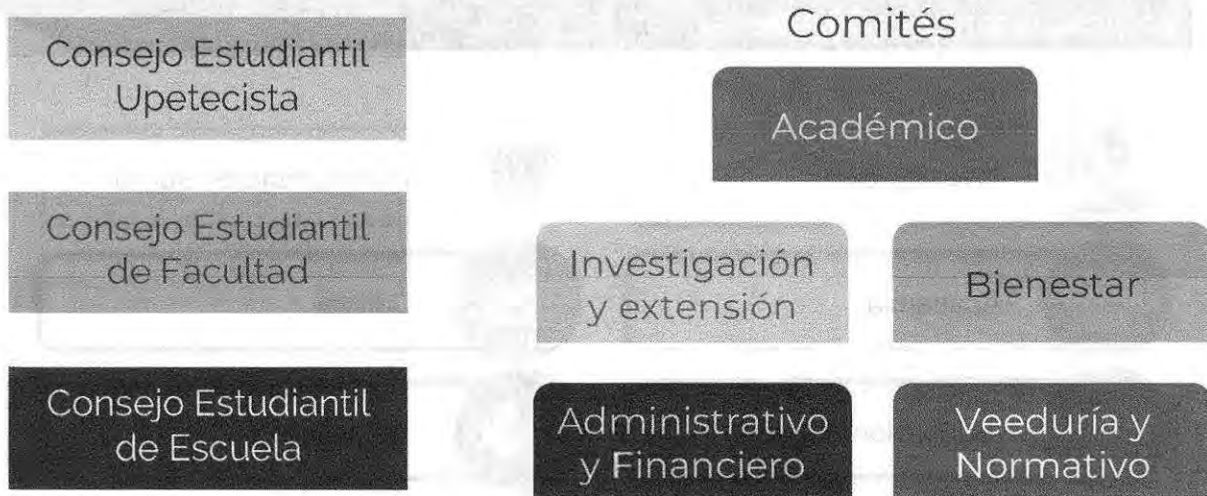 Consejo Estudiantil
Upetecista
Consejo Estudiantil
de Facultad
Consejo Estudiantil
de Escuela
Comités
Académico
Investigación
y extensión
Bienestar
Administrativo
y Financiero
Veeduría y
Normativo